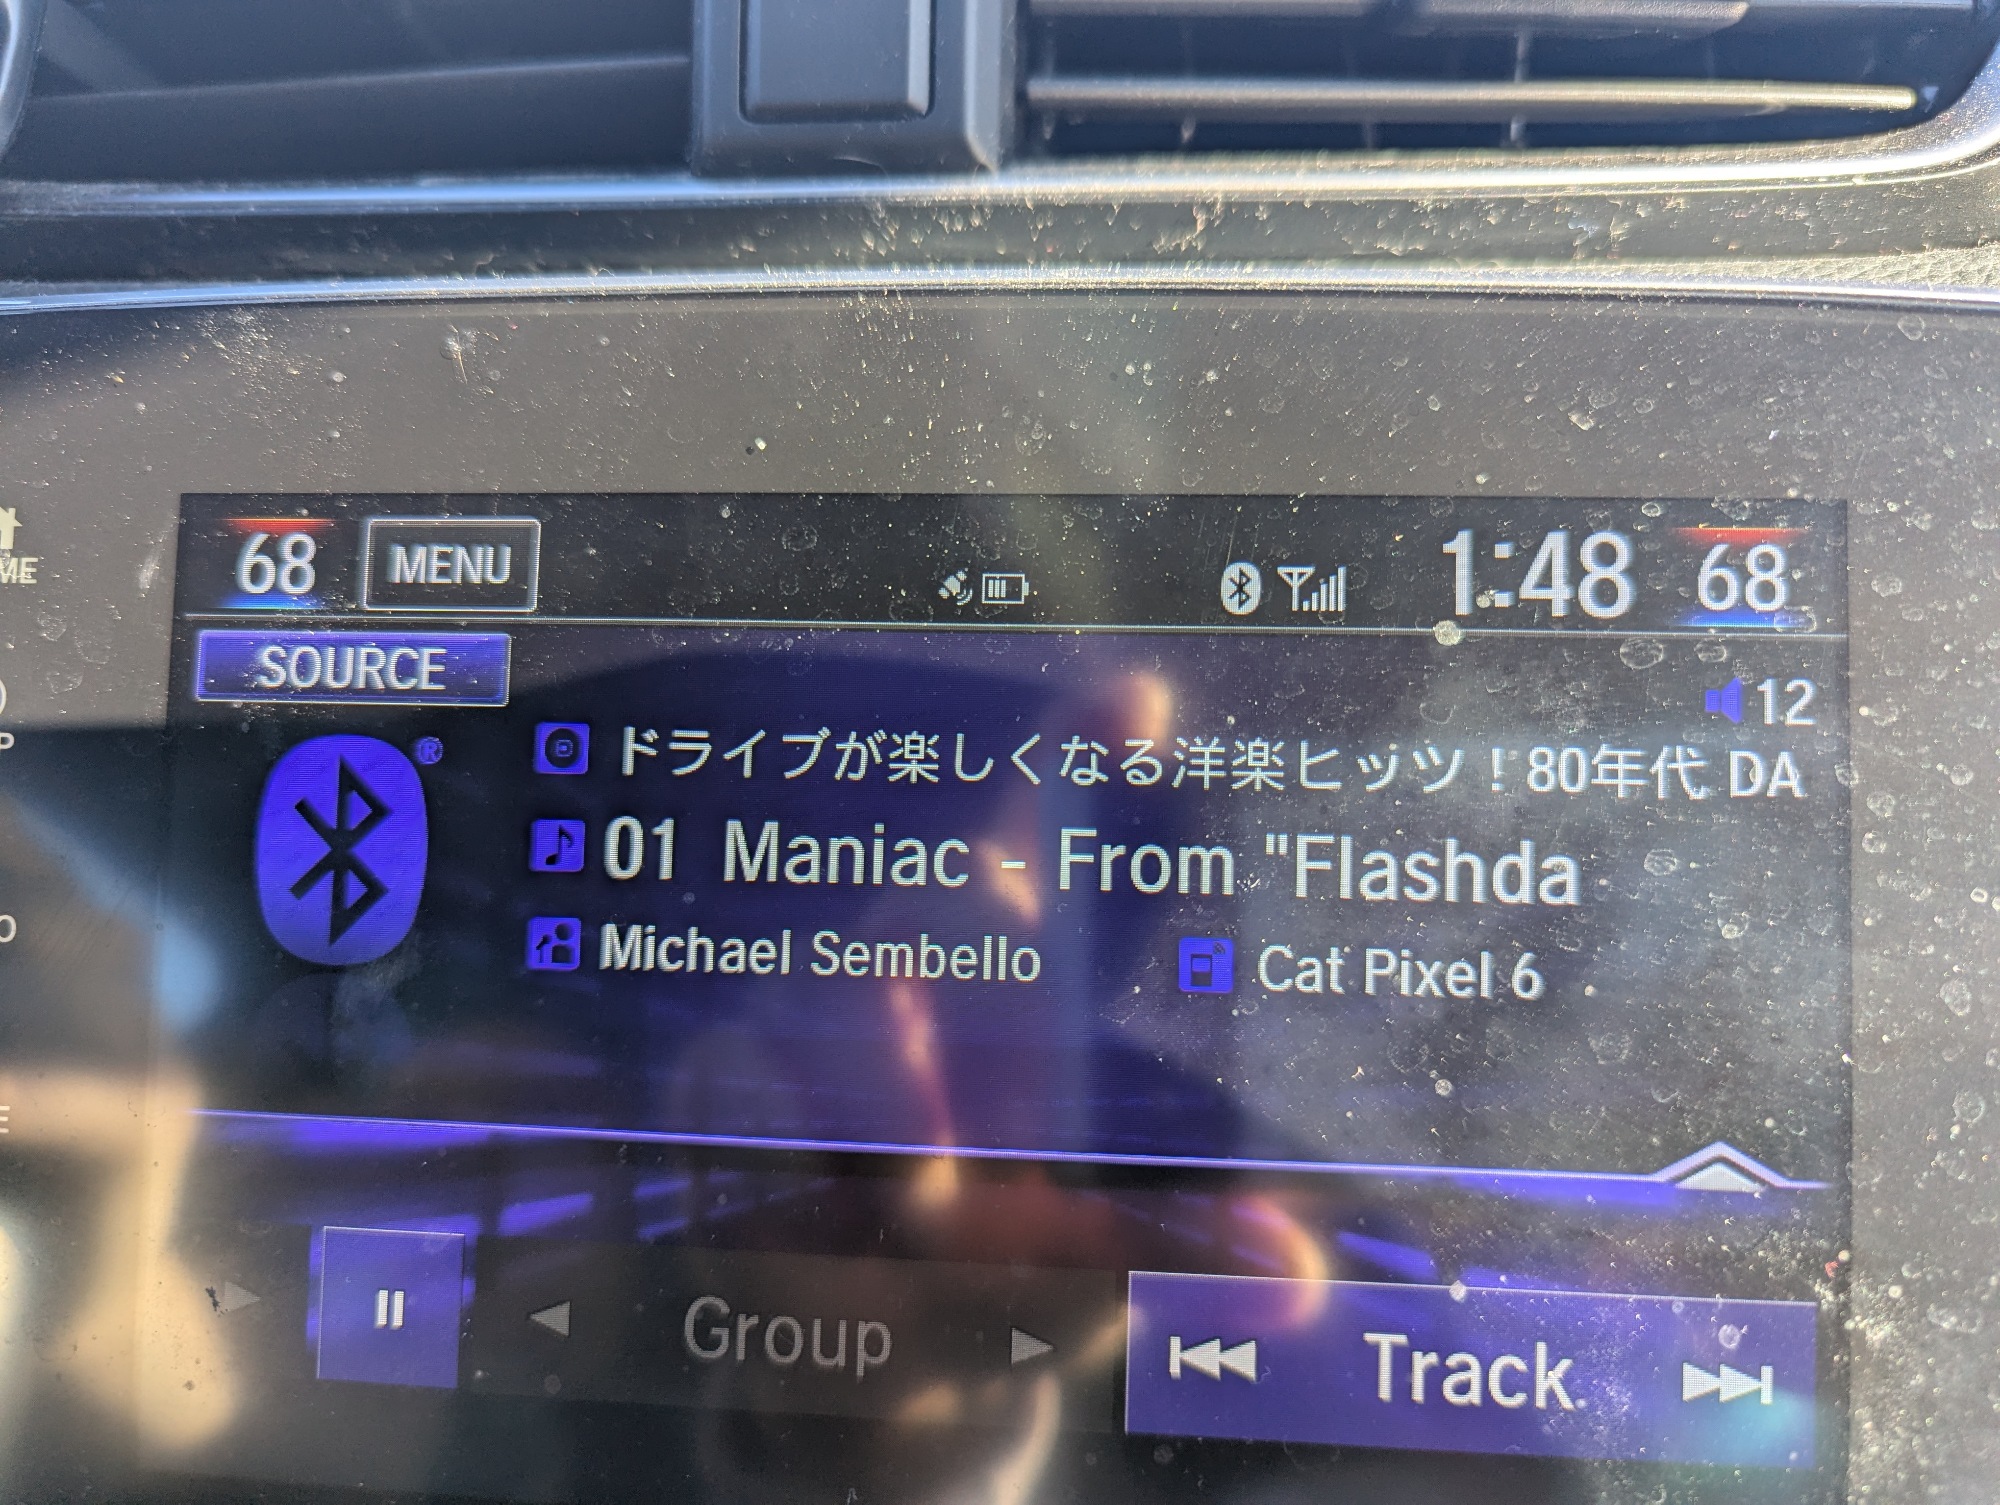 68 MENU 1:48 68
SOURCE
12
ドライブが楽しくなる洋楽ヒッツ！80年代 DA
01 Maniac - From "Flashda
Michael Sembello Cat Pixel 6
Group Track